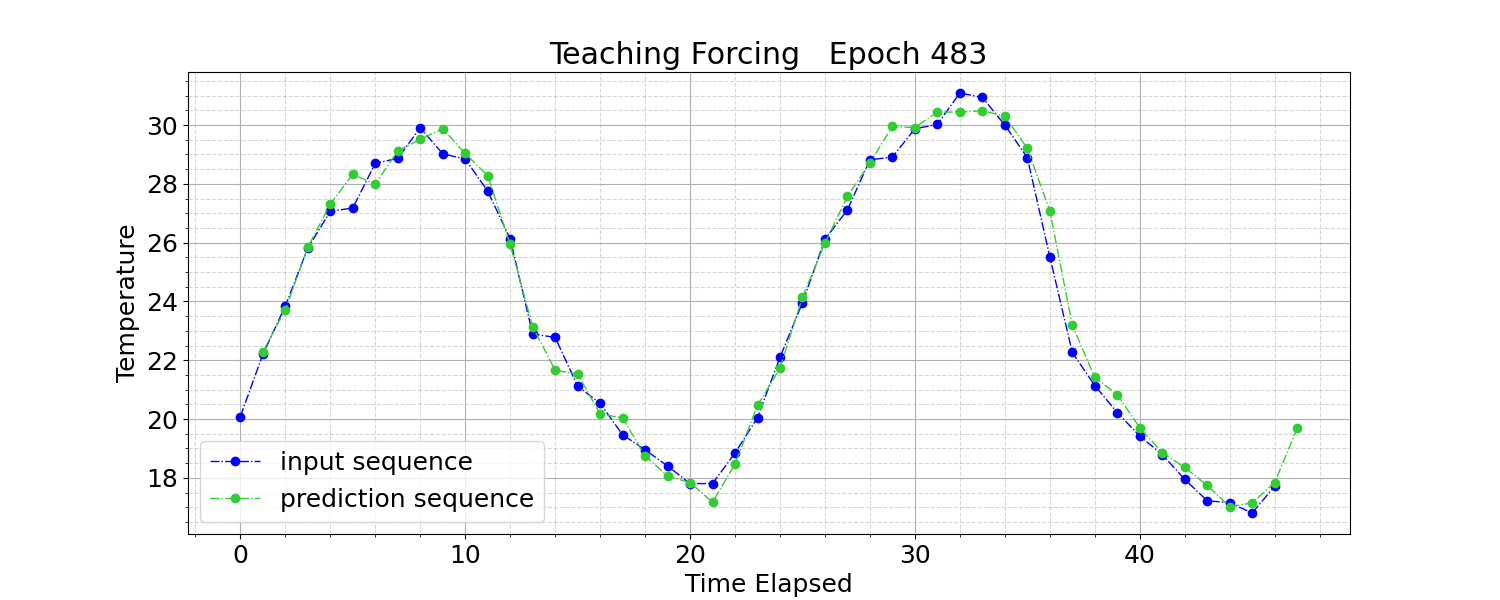 Teaching Forcing   Epoch 483
Temperature
30
28
26
24
22
20
18
input sequence
prediction sequence
0 10 20 30 40
Time Elapsed